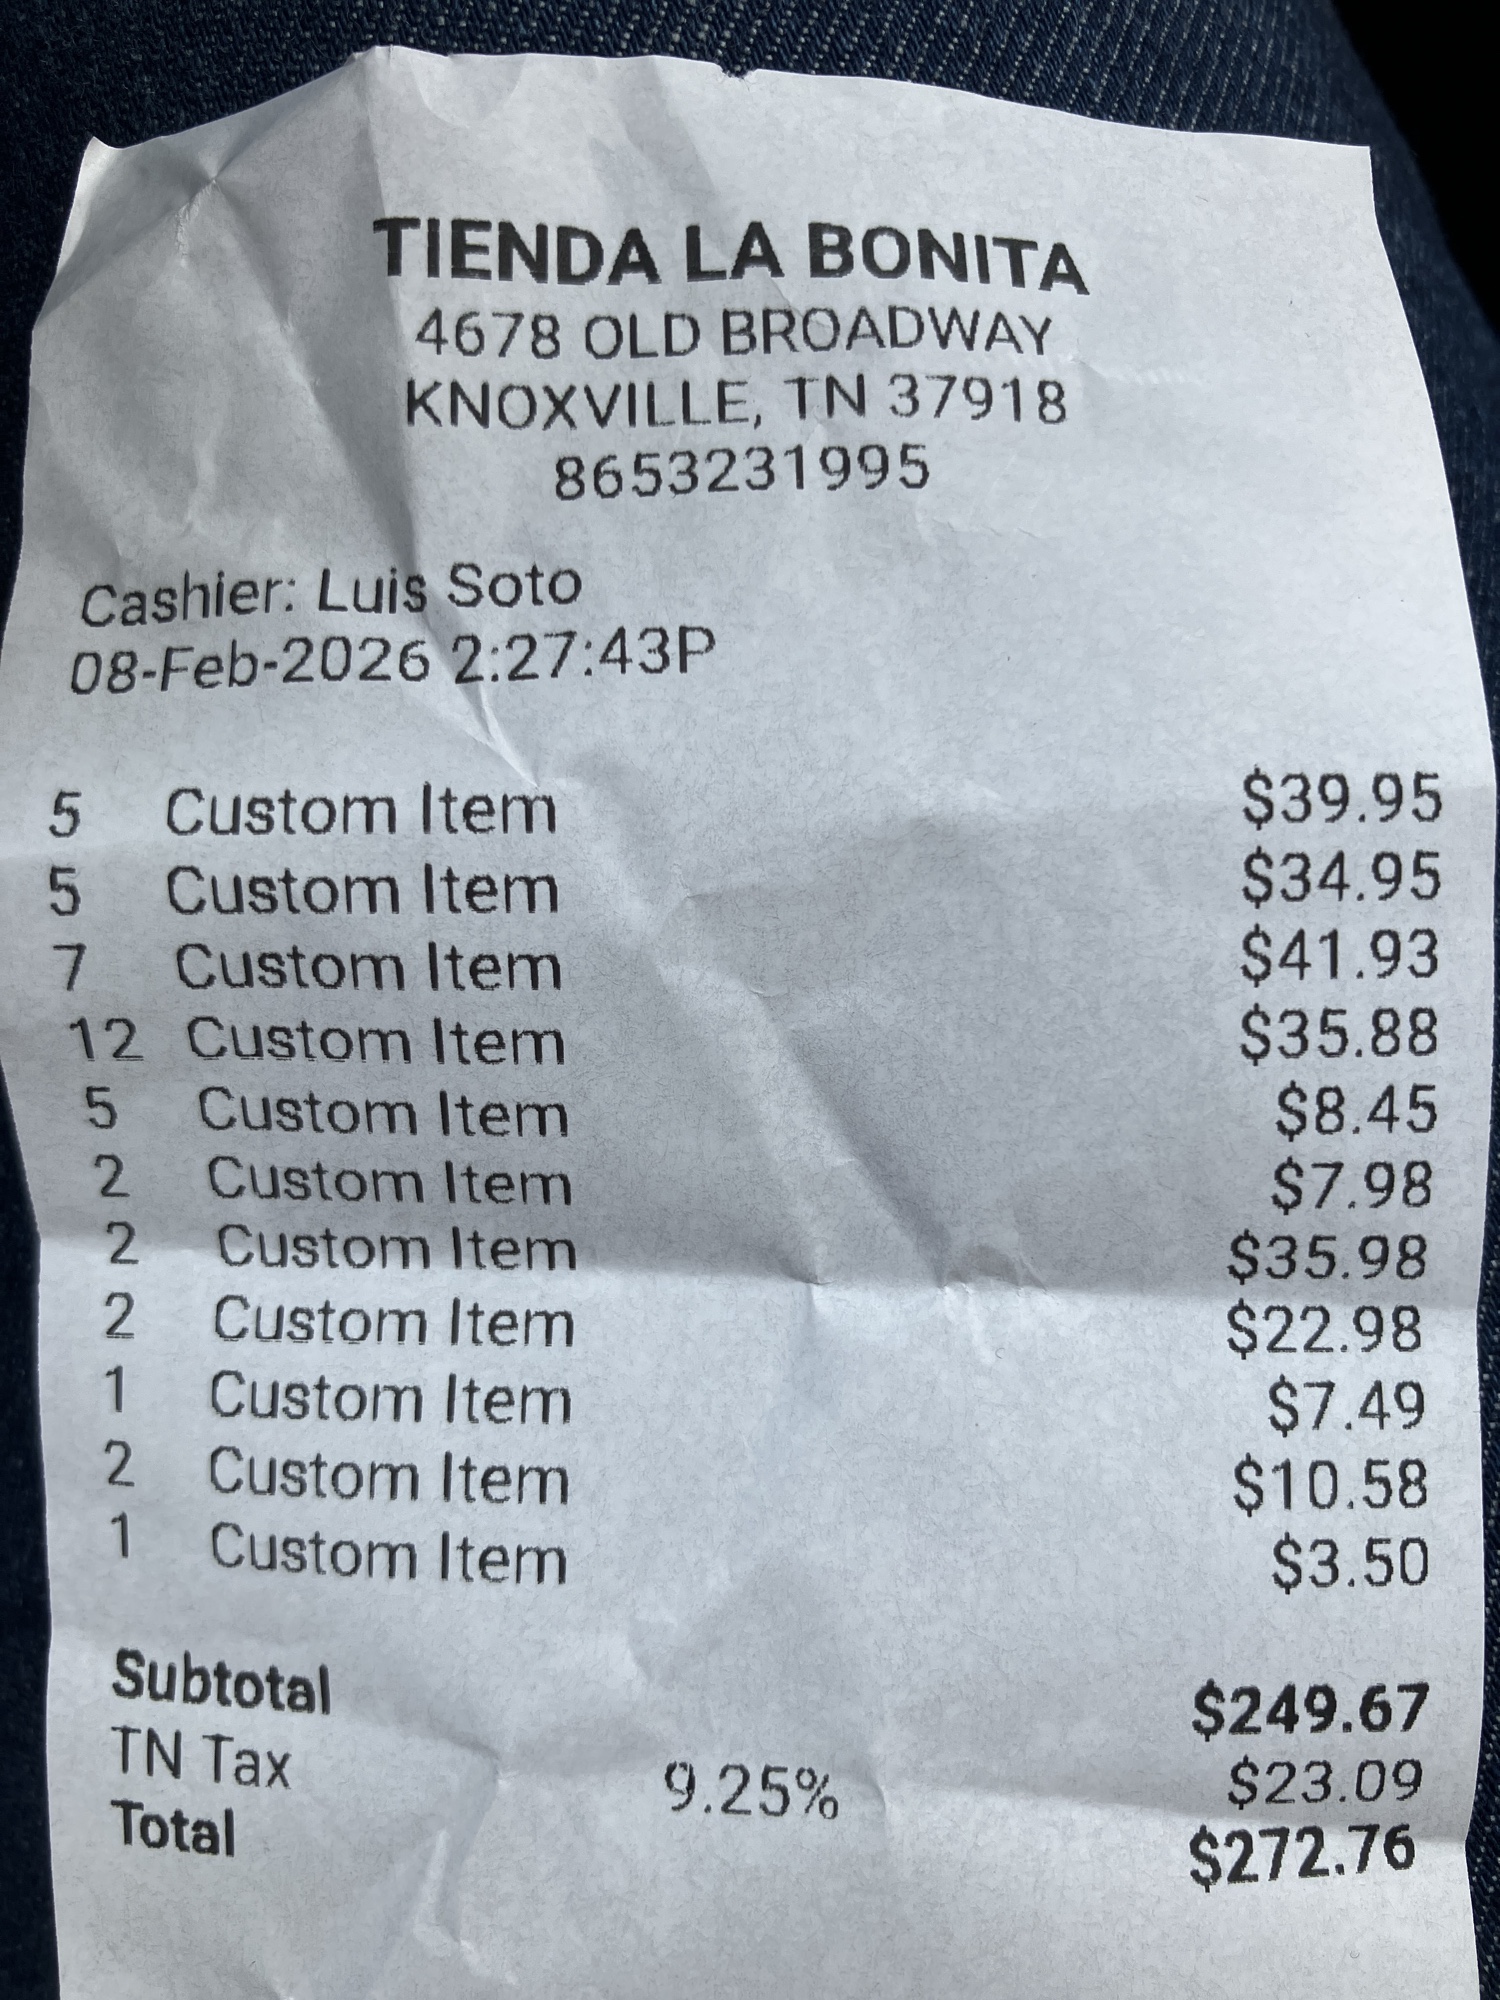 TIENDA LA BONITA
4678 OLD BROADWAY
KNOXVILLE, TN 37918
8653231995
Cashier: Luis Soto
08-Feb-2026 2:27:43P
5 Custom Item $39.95
5 Custom Item $34.95
7 Custom Item $41.93
12 Custom Item $35.88
5 Custom Item $8.45
2 Custom Item $7.98
2 Custom Item $35.98
2 Custom Item $22.98
1 Custom Item $7.49
2 Custom Item $10.58
1 Custom Item $3.50
Subtotal $249.67
TN Tax 9.25% $23.09
Total $272.76